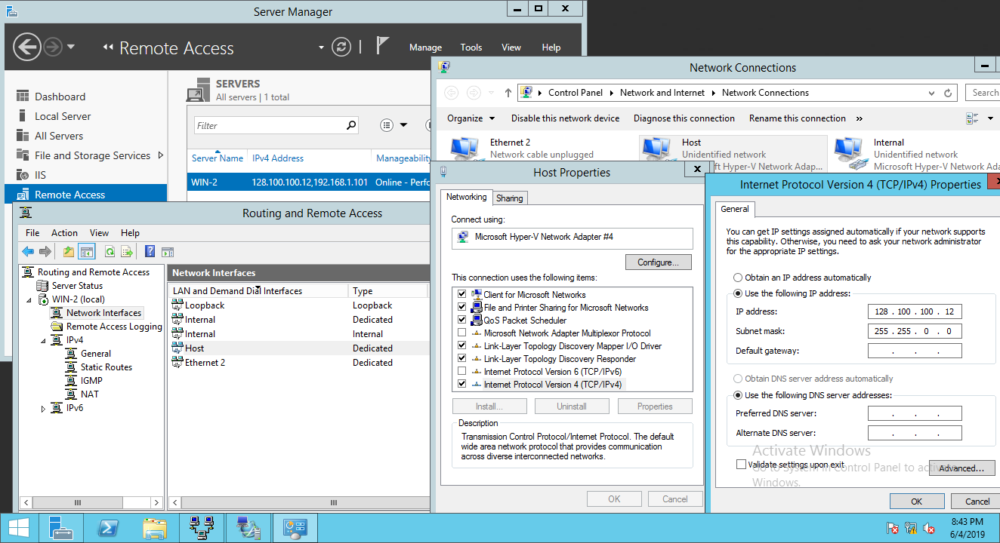 Server Manager
Remote Access
Manage Tools View Help
Dashboard
Local Server
All Servers
File and Storage Services
IIS
Remote Access
SERVERS
All servers | 1 total
Filter
Server Name IPv4 Address Manageability
WIN-2 128.100.100.12,192.168.1.101 Online - Perfc
Routing and Remote Access
File Action View Help
Routing and Remote Access
Server Status
WIN-2 (local)
Network Interfaces
Remote Access Logging
IPv4
General
Static Routes
IGMP
NAT
IPv6
Network Interfaces
LAN and Demand Dial Interfaces Type
Loopback Loopback
Internal Dedicated
Internal Internal
Host Dedicated
Ethernet 2 Dedicated
Network Connections
Control Panel Network and Internet Network Connections
Search
Organize Disable this network device Diagnose this connection Rename this connection »
Ethernet 2
Network cable unplugged
Host
Unidentified network
ft Hyper-V Network Adap...
Internal
Unidentified network
Microsoft Hyper-V Network Ada
Host Properties
Networking Sharing
Connect using:
Microsoft Hyper-V Network Adapter #4
Configure...
This connection uses the following items:
Client for Microsoft Networks
File and Printer Sharing for Microsoft Networks
QoS Packet Scheduler
Microsoft Network Adapter Multiplexor Protocol
Link-Layer Topology Discovery Mapper I/O Driver
Link-Layer Topology Discovery Responder
Internet Protocol Version 6 (TCP/IPv6)
Internet Protocol Version 4 (TCP/IPv4)
Install... Uninstall Properties
Description
Transmission Control Protocol/Internet Protocol. The default
wide area network protocol that provides communication
across diverse interconnected networks.
OK Cancel
Internet Protocol Version 4 (TCP/IPv4) Properties
General
You can get IP settings assigned automatically if your network supports
this capability. Otherwise, you need to ask your network administrator
for the appropriate IP settings.
Obtain an IP address automatically
Use the following IP address:
IP address: 128 . 100 . 100 . 12
Subnet mask: 255 . 255 . 0 . 0
Default gateway: . . .
Obtain DNS server address automatically
Use the following DNS server addresses:
Preferred DNS server: . . .
Alternate DNS server: . . .
Validate settings upon exit
Advanced...
OK Cancel
Activate Windows
Go to System in Control Panel to activate
Windows.
8:43 PM
6/4/2019